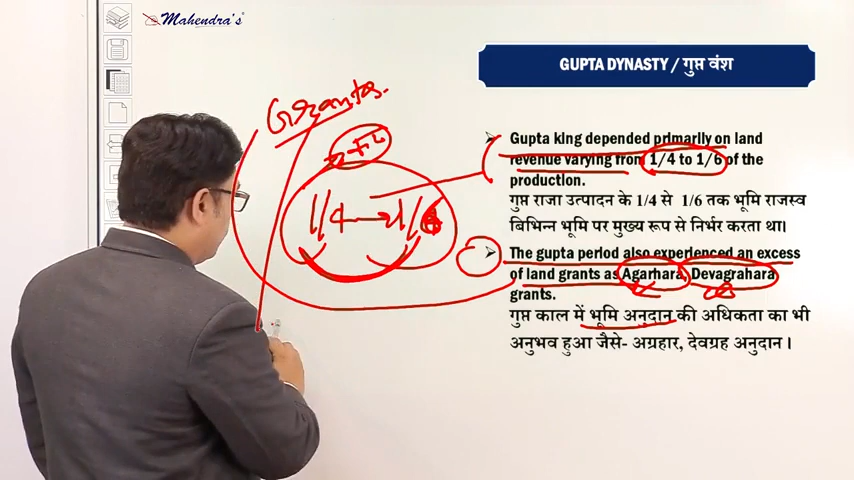 Mahendra's
GUPTA DYNASTY / गुप्त वंश
Grantas.
1/4 1/6
Gupta king depended primarily on land
revenue varying from 1/4 to 1/6 of the
production.
गुप्त राजा उत्पादन के 1/4 से 1/6 तक भूमि राजस्व
विभिन्न भूमि पर मुख्य रूप से निर्भर करता था।
The gupta period also experienced an excess
of land grants as Agarhara, Devagrahara
grants.
गुप्त काल में भूमि अनुदान की अधिकता का भी
अनुभव हुआ जैसे- अग्रहार, देवग्रह अनुदान ।